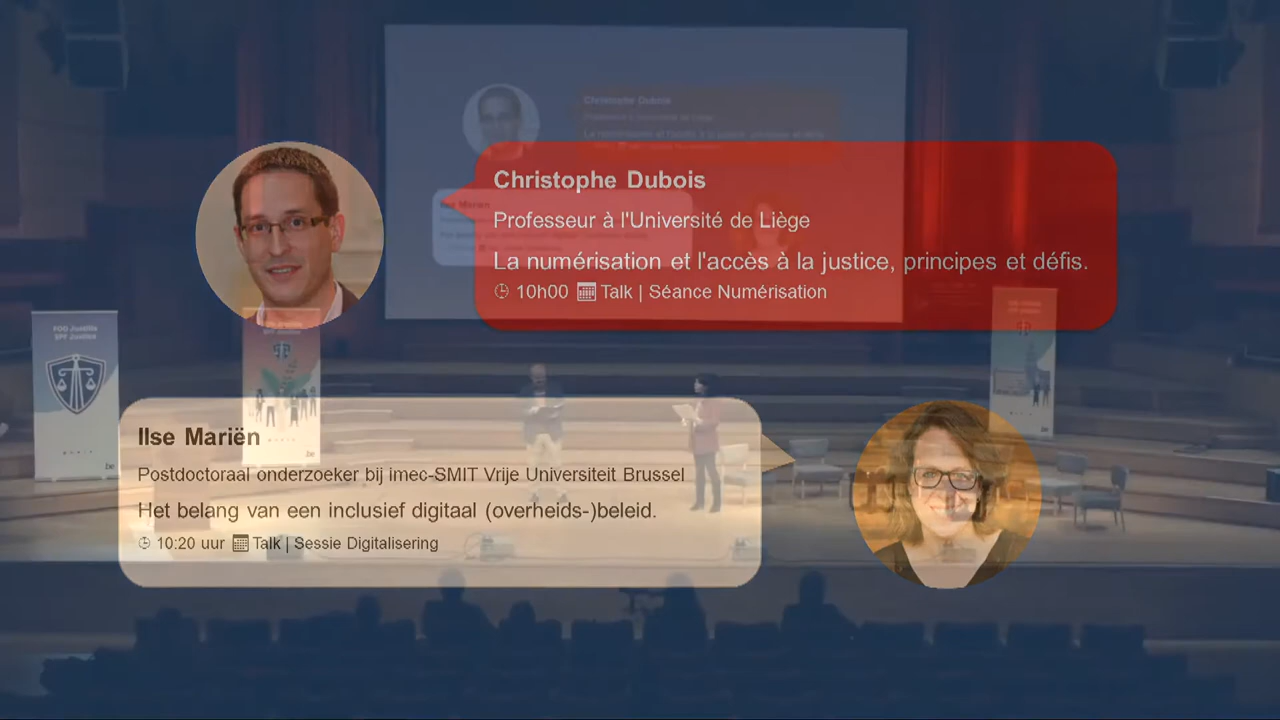 Christophe Dubois
Professeur à l'Université de Liège
La numérisation et l'accès à la justice, principes et défis.
10h00 Talk | Séance Numérisation
Ilse Mariën
Postdoctoraal onderzoeker bij imec-SMIT Vrije Universiteit Brussel
Het belang van een inclusief digitaal (overheids-)beleid.
10:20 uur Talk | Sessie Digitalisering
FOD Justitie
SPF Justice
.be